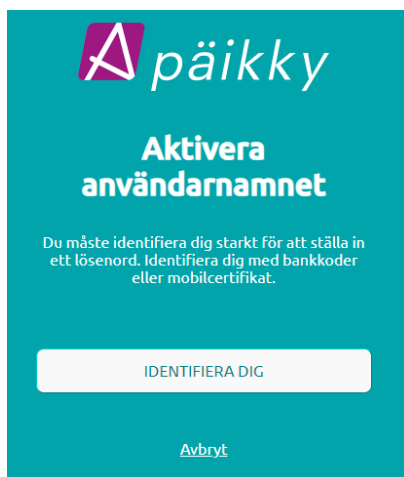 A päikky
Aktivera
användarnamnet
Du måste identifiera dig starkt för att ställa in
ett lösenord. Identifiera dig med bankkoder
eller mobilcertifikat.
IDENTIFIERA DIG
Avbryt